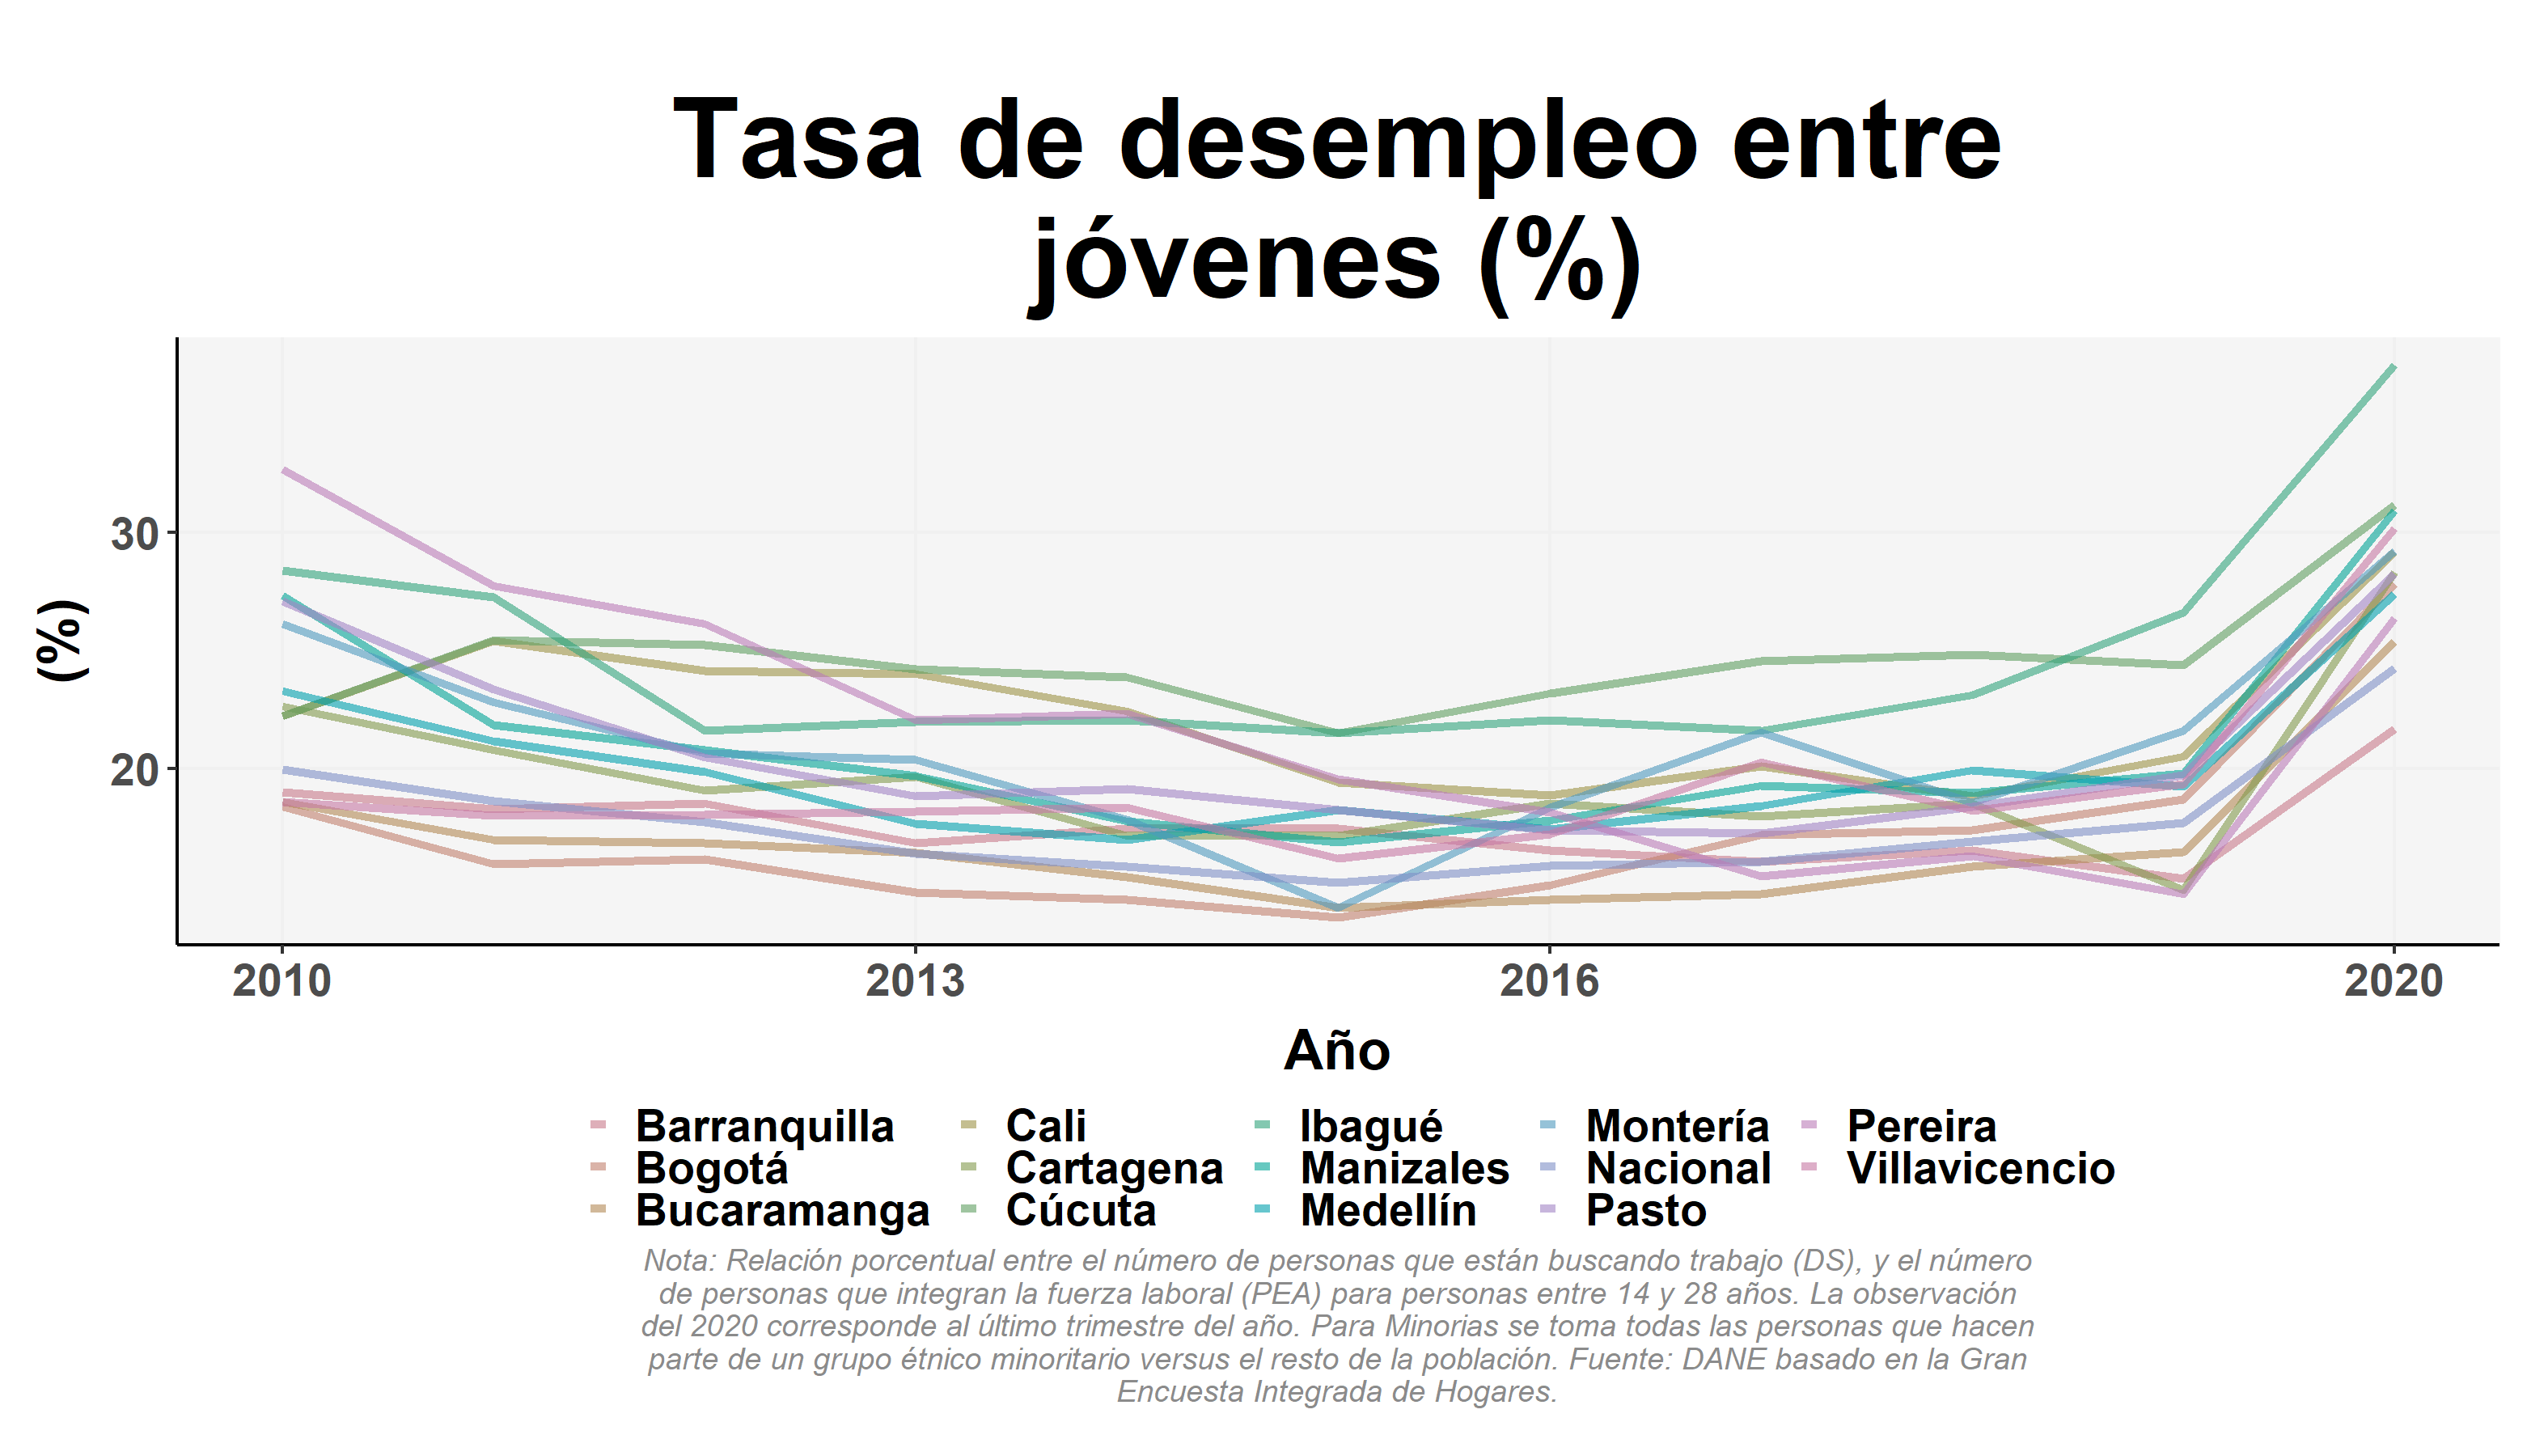 Tasa de desempleo entre
jóvenes (%)
(%)
30
20
2010 2013 2016 2020
Año
Barranquilla Cali Ibagué Montería Pereira
Bogotá Cartagena Manizales Nacional Villavicencio
Bucaramanga Cúcuta Medellín Pasto
Nota: Relación porcentual entre el número de personas que están buscando trabajo (DS), y el número
de personas que integran la fuerza laboral (PEA) para personas entre 14 y 28 años. La observación
del 2020 corresponde al último trimestre del año. Para Minorias se toma todas las personas que hacen
parte de un grupo étnico minoritario versus el resto de la población. Fuente: DANE basado en la Gran
Encuesta Integrada de Hogares.